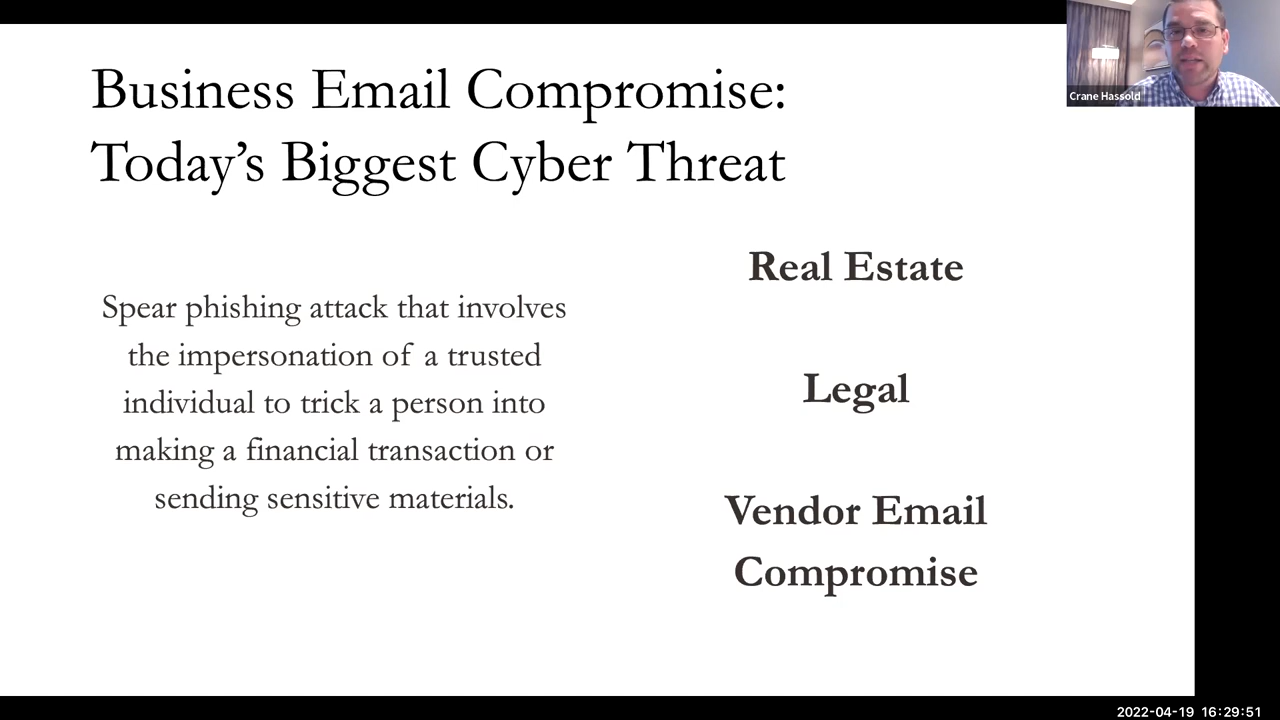 Business Email Compromise:
Today's Biggest Cyber Threat
Spear phishing attack that involves
the impersonation of a trusted
individual to trick a person into
making a financial transaction or
sending sensitive materials.
Real Estate
Legal
Vendor Email
Compromise
Crane Hassold
2022-04-19 16:29:51